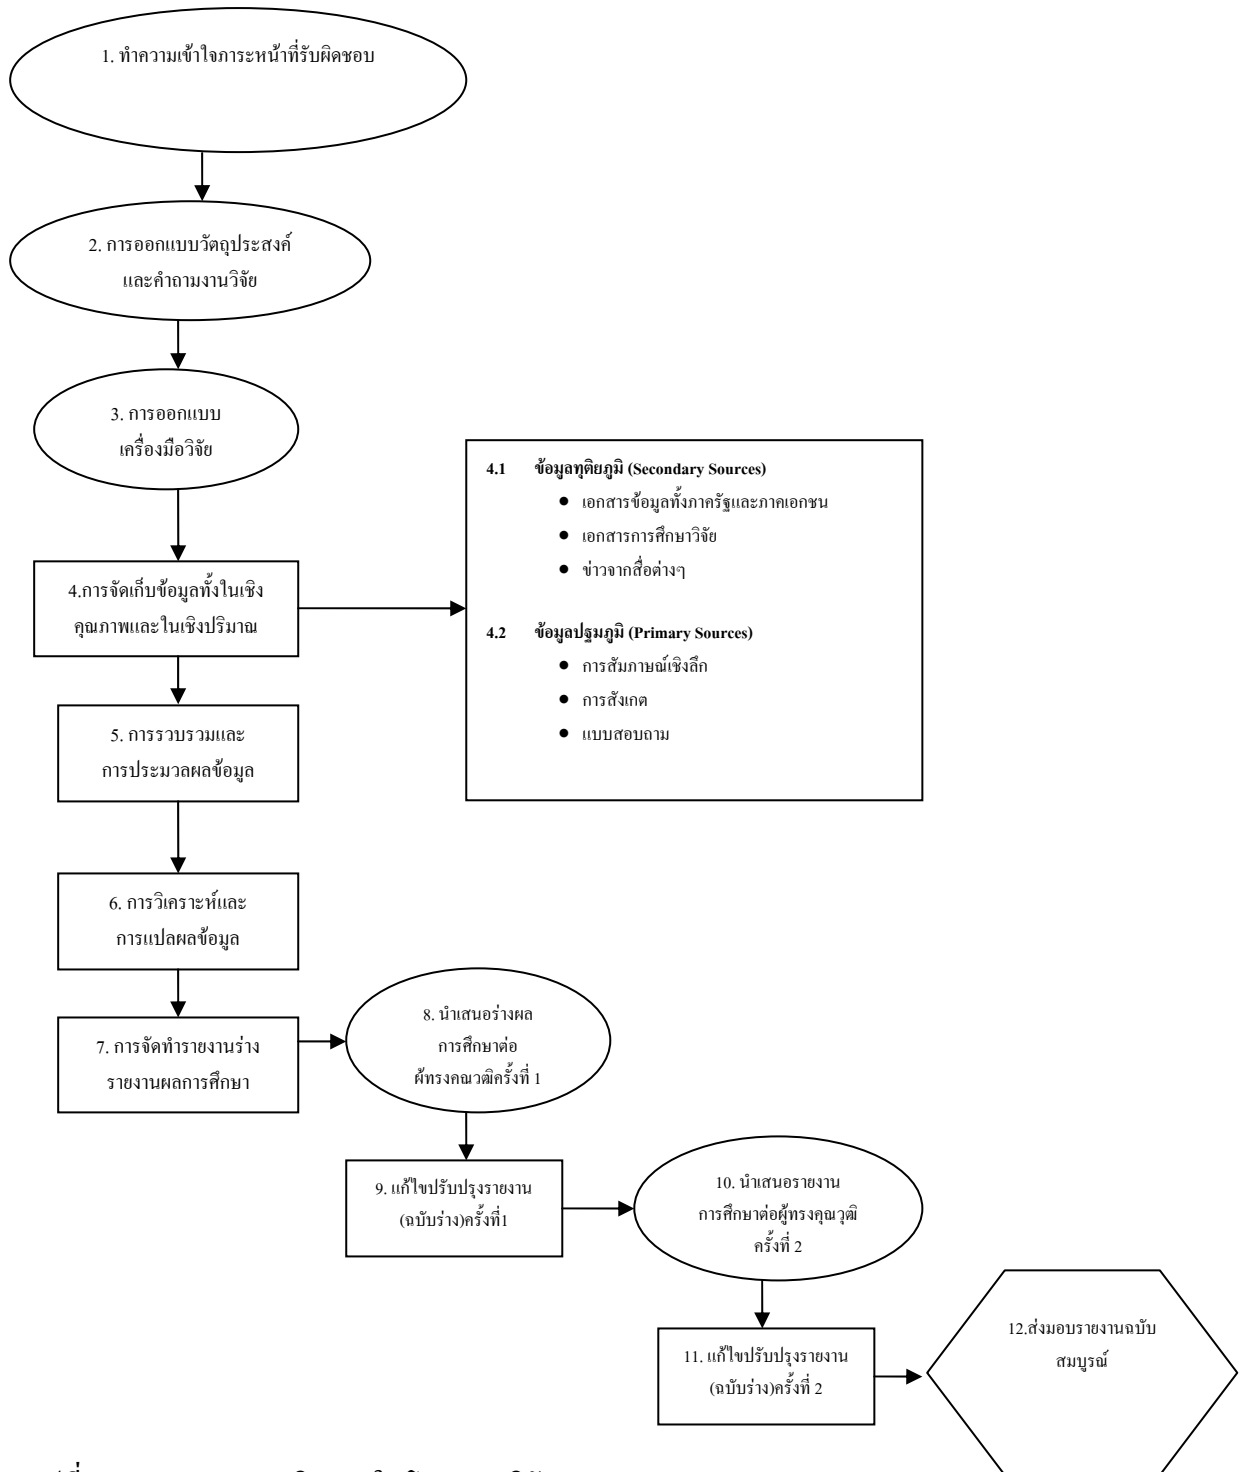 1. ทำความเข้าใจภาระหน้าที่รับผิดชอบ
2. การออกแบบวัตถุประสงค์
และคำถามงานวิจัย
3. การออกแบบ
เครื่องมือวิจัย
4.การจัดเก็บข้อมูลทั้งในเชิง
คุณภาพและในเชิงปริมาณ
4.1 ข้อมูลทุติยภูมิ (Secondary Sources)
● เอกสารข้อมูลทั้งภาครัฐและภาคเอกชน
● เอกสารการศึกษาวิจัย
● ข่าวจากสื่อต่างๆ
4.2 ข้อมูลปฐมภูมิ (Primary Sources)
● การสัมภาษณ์เชิงลึก
● การสังเกต
● แบบสอบถาม
5. การรวบรวมและ
การประมวลผลข้อมูล
6. การวิเคราะห์และ
การแปลผลข้อมูล
7. การจัดทำรายงานร่าง
รายงานผลการศึกษา
8. นำเสนอร่างผล
การศึกษาต่อ
ผู้ทรงคณวฒิครั้งที่ 1
9. แก้ไขปรับปรุงรายงาน
(ฉบับร่าง)ครั้งที่1
10. นำเสนอรายงาน
การศึกษาต่อผู้ทรงคุณวุฒิ
ครั้งที่ 2
11. แก้ไขปรับปรุงรายงาน
(ฉบับร่าง)ครั้งที่ 2
12.ส่งมอบรายงานฉบับ
สมบูรณ์